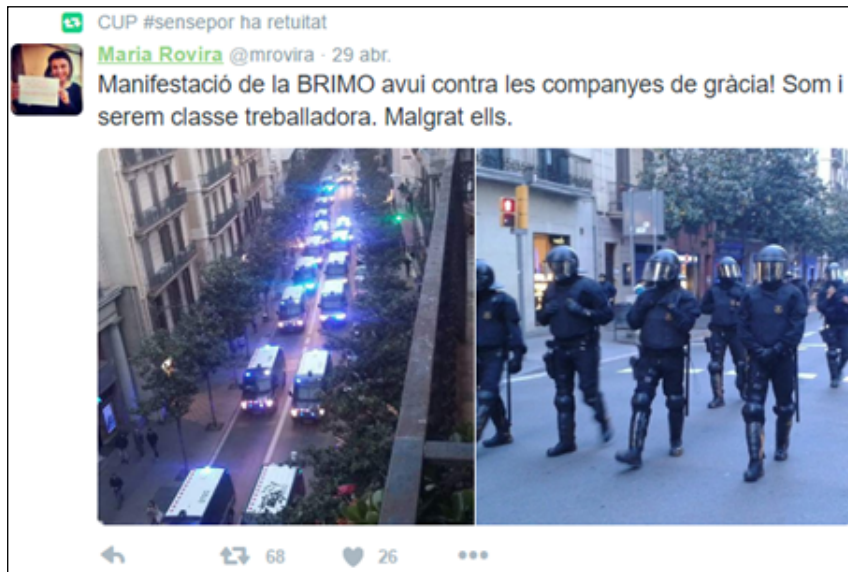 CUP #sensepor ha retuitat
Maria Rovira @mrovira · 29 abr.
Manifestació de la BRIMO avui contra les companyes de gràcia! Som i
serem classe treballadora. Malgrat ells.
68 26